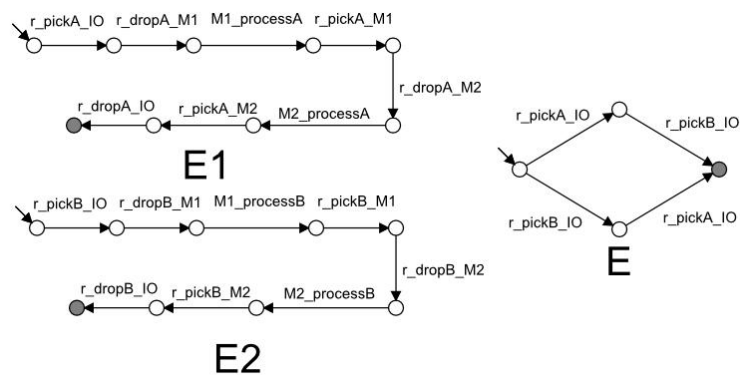 r_pickA_IO r_dropA_M1 M1_processA r_pickA_M1
r_dropA_M2
r_dropA_IO r_pickA_M2 M2_processA
E1
r_pickB_IO r_dropB_M1 M1_processB r_pickB_M1
r_dropB_M2
r_dropB_IO r_pickB_M2 M2_processB
E2
r_pickA_IO r_pickB_IO
r_pickB_IO r_pickA_IO
E